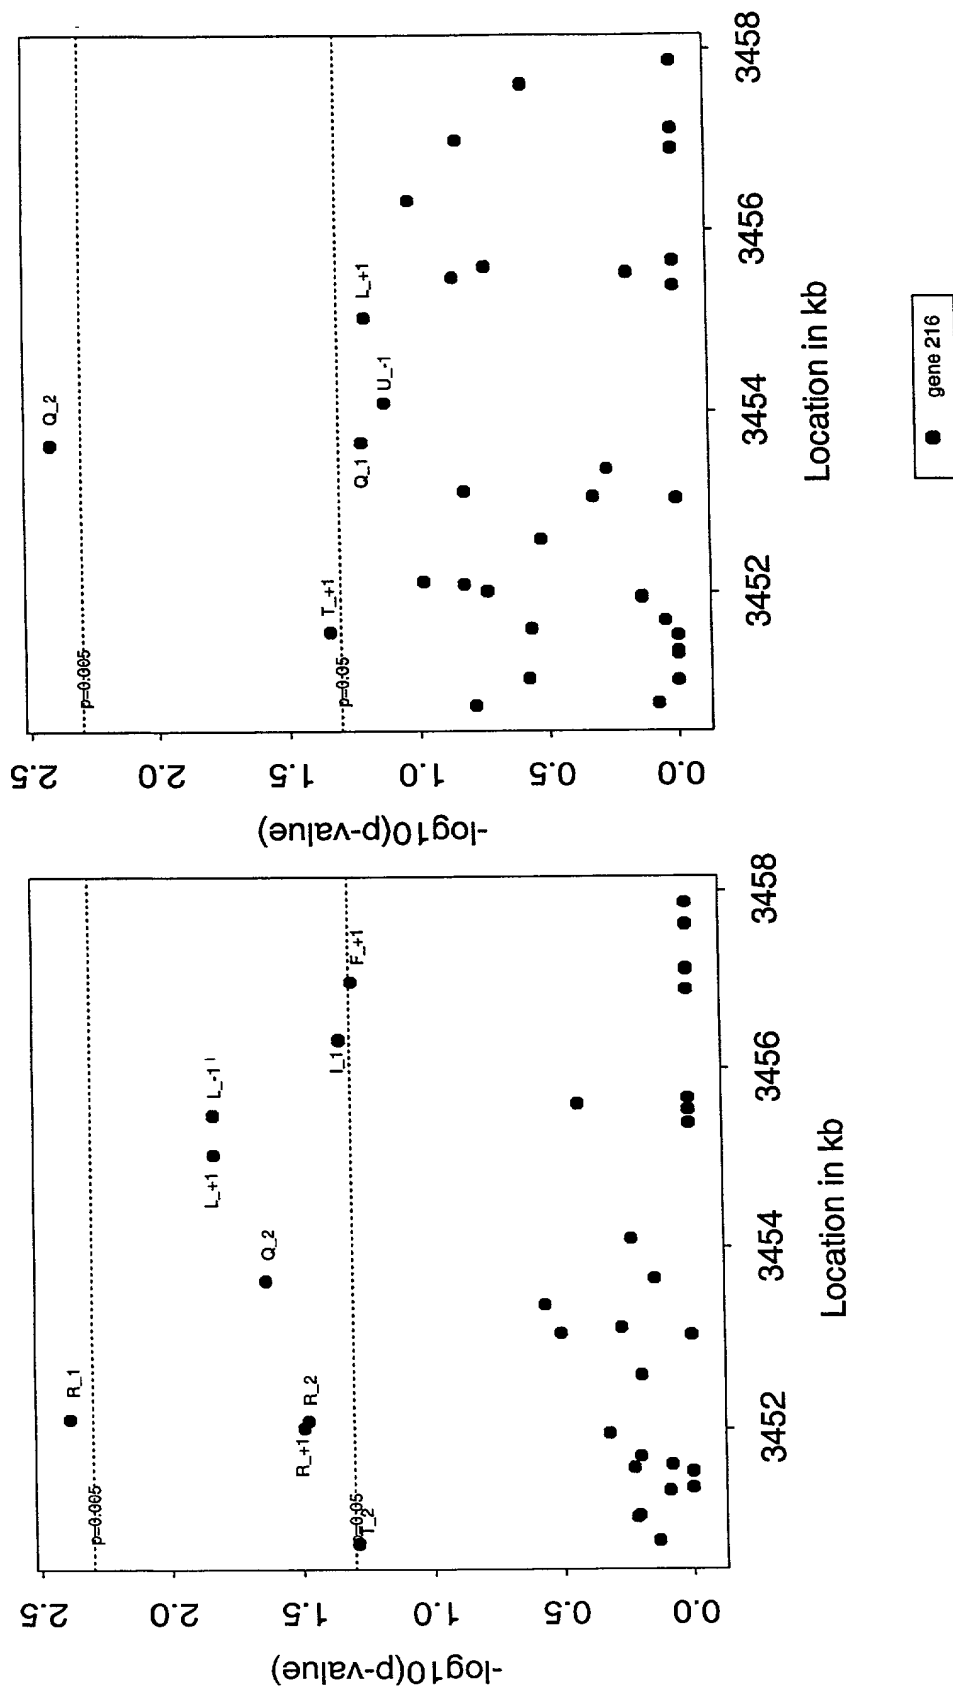 -log10(p-value)
2.5
2.0
1.5
1.0
0.5
0.0
p=0.005
p=0.05
R_1
R_+1
R_2
T_2
Q_2
L_+1
L_-1
I_1
F_+1
3452
3454
3456
3458
Location in kb
-log10(p-value)
2.5
2.0
1.5
1.0
0.5
0.0
p=0.005
p=0.05
Q_2
T_+1
Q_1
U_-1
L_+1
3452
3454
3456
3458
Location in kb
gene 216